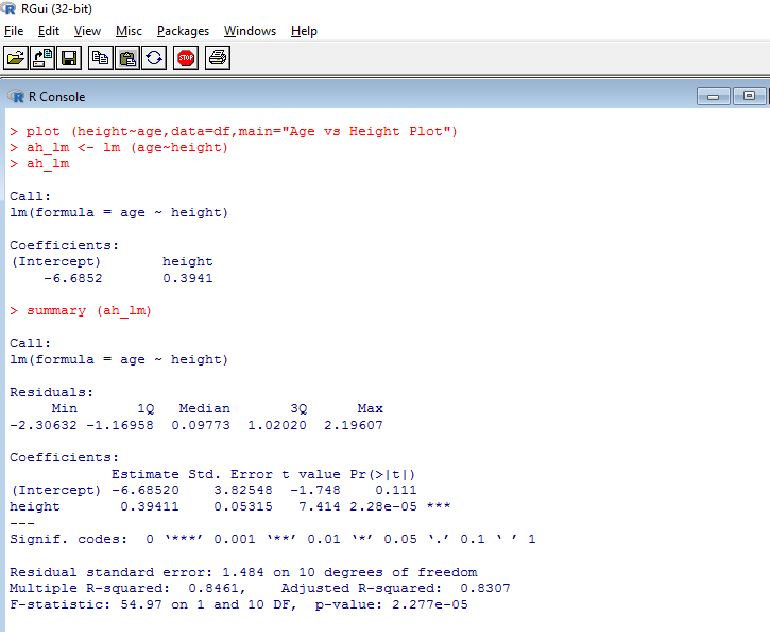 RGui (32-bit)
File Edit View Misc Packages Windows Help
STOP
R Console
> plot (height~age,data=df,main="Age vs Height Plot")
> ah_lm <- lm (age~height)
> ah_lm
Call:
lm(formula = age ~ height)
Coefficients:
(Intercept)       height
    -6.6852       0.3941
> summary (ah_lm)
Call:
lm(formula = age ~ height)
Residuals:
     Min       1Q   Median       3Q      Max
-2.30632 -1.16958  0.09773  1.02020  2.19607
Coefficients:
            Estimate Std. Error t value Pr(>|t|)
(Intercept) -6.68520    3.82548  -1.748    0.111
height       0.39411    0.05315   7.414 2.28e-05 ***
---
Signif. codes:  0 ‘***’ 0.001 ‘**’ 0.01 ‘*’ 0.05 ‘.’ 0.1 ‘ ’ 1
Residual standard error: 1.484 on 10 degrees of freedom
Multiple R-squared:  0.8461,    Adjusted R-squared:  0.8307
F-statistic: 54.97 on 1 and 10 DF,  p-value: 2.277e-05